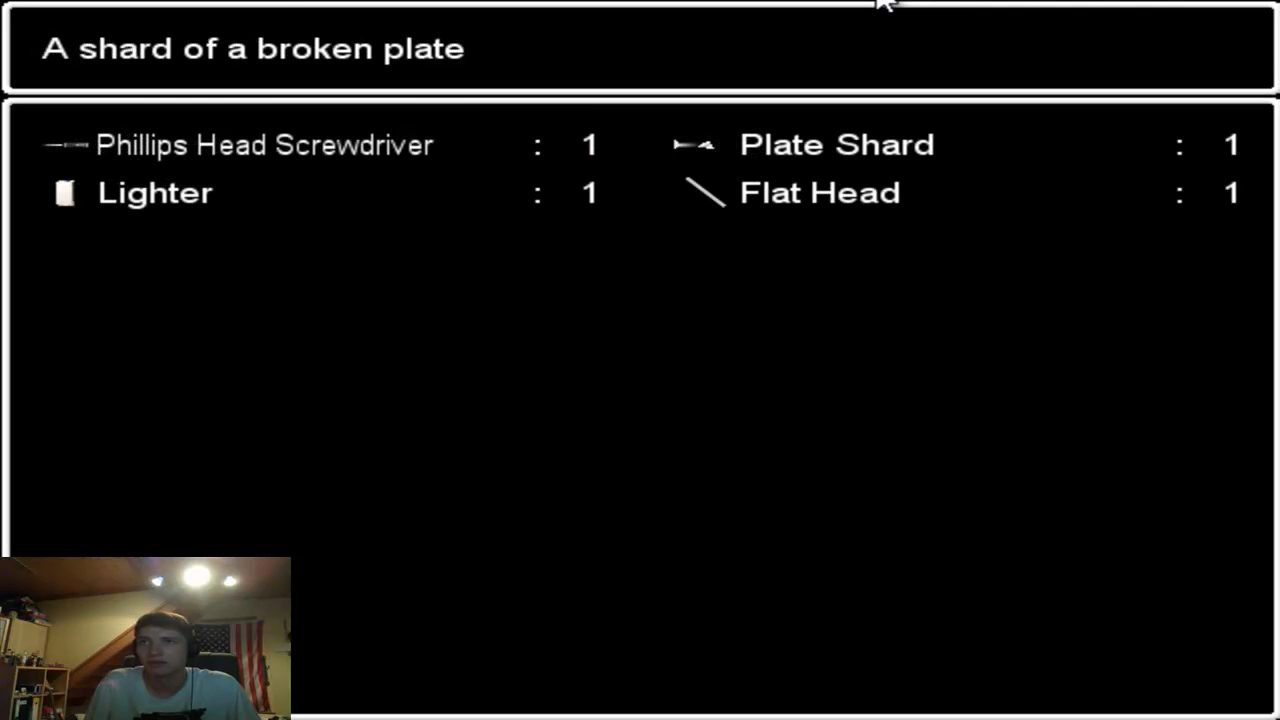 A shard of a broken plate
Phillips Head Screwdriver : 1 Plate Shard : 1
Lighter : 1 Flat Head : 1